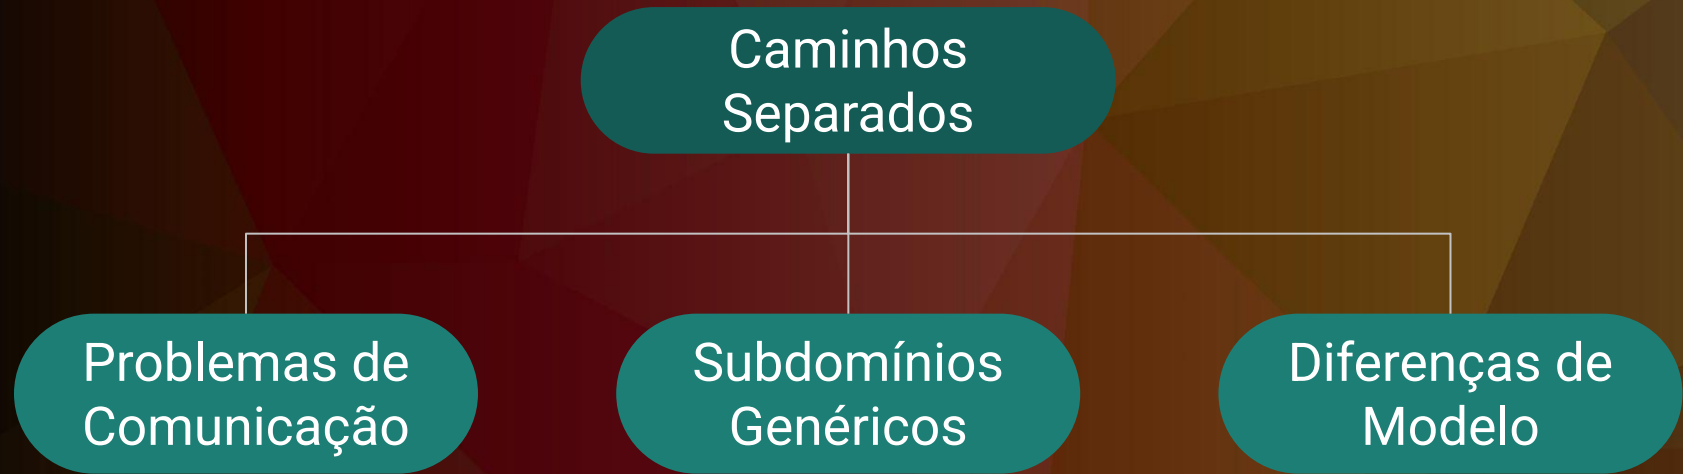 Caminhos
Separados
Problemas de
Comunicação
Subdomínios
Genéricos
Diferenças de
Modelo